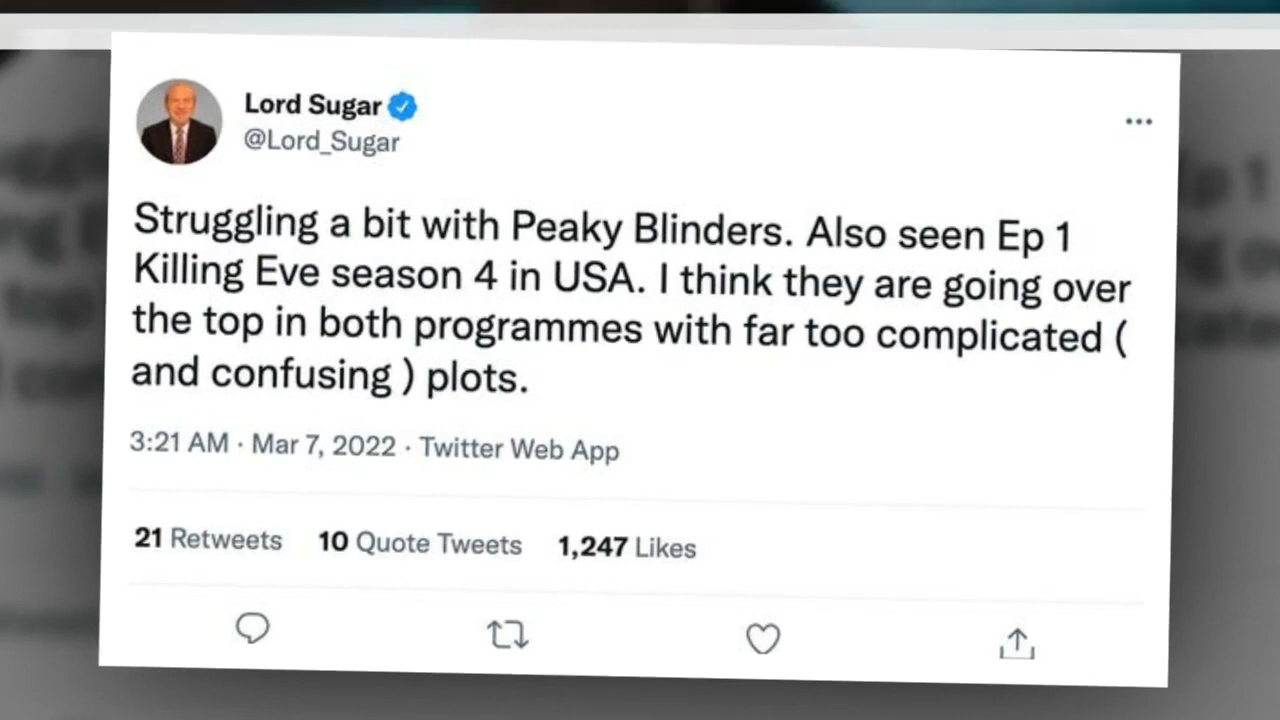 Lord Sugar
@Lord_Sugar
Struggling a bit with Peaky Blinders. Also seen Ep 1
Killing Eve season 4 in USA. I think they are going over
the top in both programmes with far too complicated (
and confusing ) plots.
3:21 AM · Mar 7, 2022 · Twitter Web App
21 Retweets 10 Quote Tweets 1,247 Likes